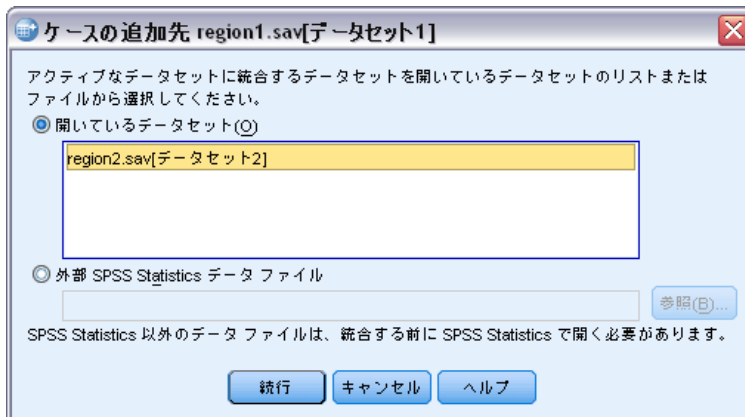 ケースの追加先 region1.sav[データセット1]
アクティブなデータセットに統合するデータセットを開いているデータセットのリストまたは
ファイルから選択してください。
開いているデータセット(O)
region2.sav[データセット2]
外部 SPSS Statistics データ ファイル
参照(B)...
SPSS Statistics 以外のデータ ファイルは、統合する前に SPSS Statistics で開く必要があります。
続行 キャンセル ヘルプ